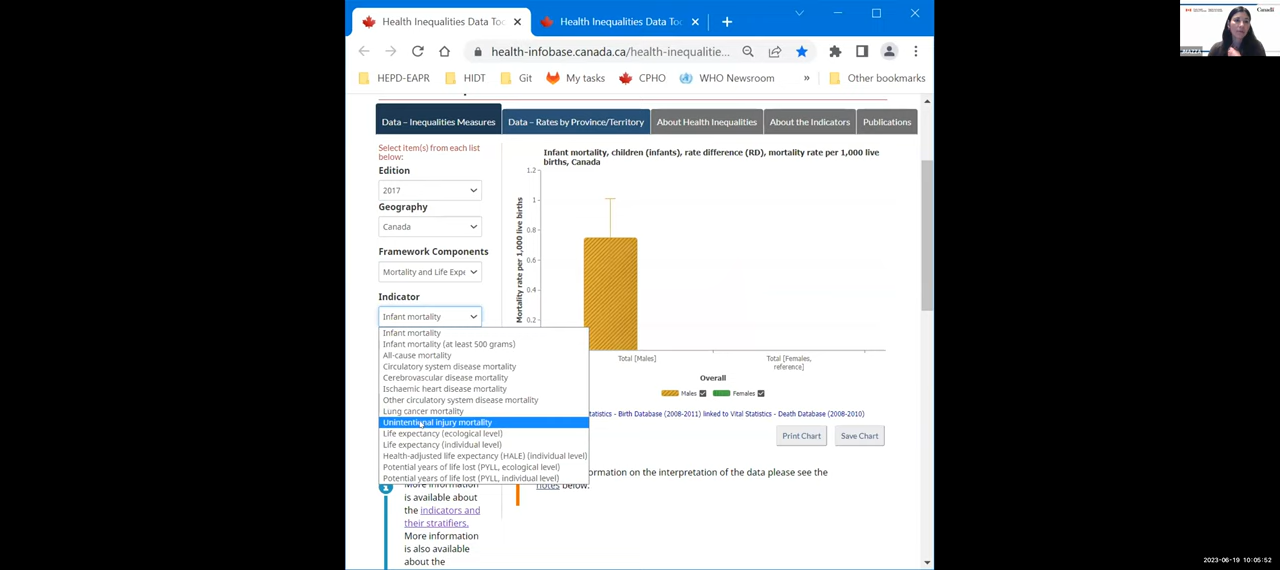 Health Inequalities Data Too
Health Inequalities Data Too
health-infobase.canada.ca/health-inequalitie...
HEPD-EAPR
HIDT
Git
My tasks
CPHO
WHO Newsroom
»
Other bookmarks
Data – Inequalities Measures
Data – Rates by Province/Territory
About Health Inequalities
About the Indicators
Publications
Select item(s) from each list
below:
Edition
2017
Geography
Canada
Framework Components
Mortality and Life Expe
Indicator
Infant mortality
Infant mortality
Infant mortality (at least 500 grams)
All-cause mortality
Circulatory system disease mortality
Cerebrovascular disease mortality
Ischaemic heart disease mortality
Other circulatory system disease mortality
Lung cancer mortality
Unintentional injury mortality
Life expectancy (ecological level)
Life expectancy (individual level)
Health-adjusted life expectancy (HALE) (individual level)
Potential years of life lost (PYLL, ecological level)
Potential years of life lost (PYLL, individual level)
More information
is available about
the indicators and
their stratifiers.
More information
is also available
about the
Infant mortality, children (infants), rate difference (RD), mortality rate per 1,000 live
births, Canada
Mortality rate per 1,000 live births
1.2
1
0.8
0.6
0.4
0.2
Total [Males]
Total [Females,
reference]
Overall
Males
Females
tatistics - Birth Database (2008-2011) linked to Vital Statistics - Death Database (2008-2010)
Print Chart
Save Chart
ormation on the interpretation of the data please see the
notes below.
Canada
2023-06-19 10:05:52